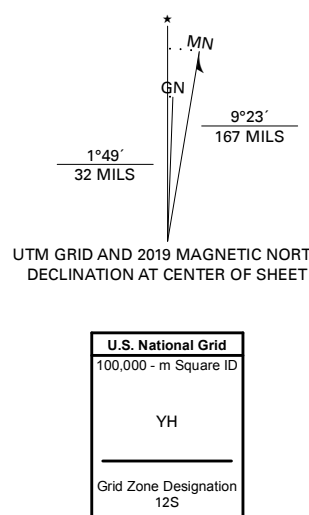 ★
MN
GN
9°23´
167 MILS
1°49´
32 MILS
UTM GRID AND 2019 MAGNETIC NORT
DECLINATION AT CENTER OF SHEET
U.S. National Grid
100,000 - m Square ID
YH
Grid Zone Designation
12S